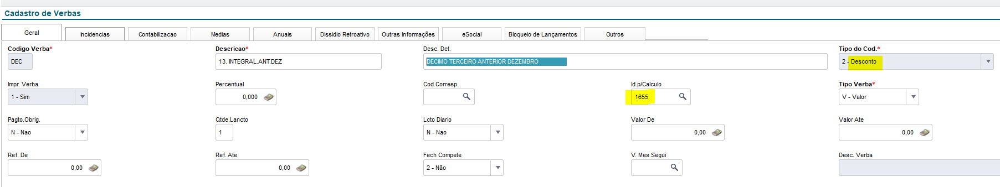 Cadastro de Verbas
Geral Incidencias Contabilizacao Medias Anuais Dissidio Retroativo Outras Informações eSocial Bloqueio de Lançamentos Outros
Codigo Verba* Descricao* Desc. Det. Tipo do Cod.*
DEC 13. INTEGRAL.ANT.DEZ DECIMO TERCEIRO ANTERIOR DEZEMBRO 2 - Desconto
Impr. Verba Percentual Cod.Corresp. Id.p/Calculo Tipo Verba*
1 - Sim 0,000 1655 V - Valor
Pagto.Obrig. Qtde.Lancto Lcto Diario Valor De Valor Ate
N - Nao 1 N - Nao 0,00 0,00
Ref. De Ref. Ate Fech Compete V. Mes Segui Desc. Verba
0,00 0,00 2 - Não